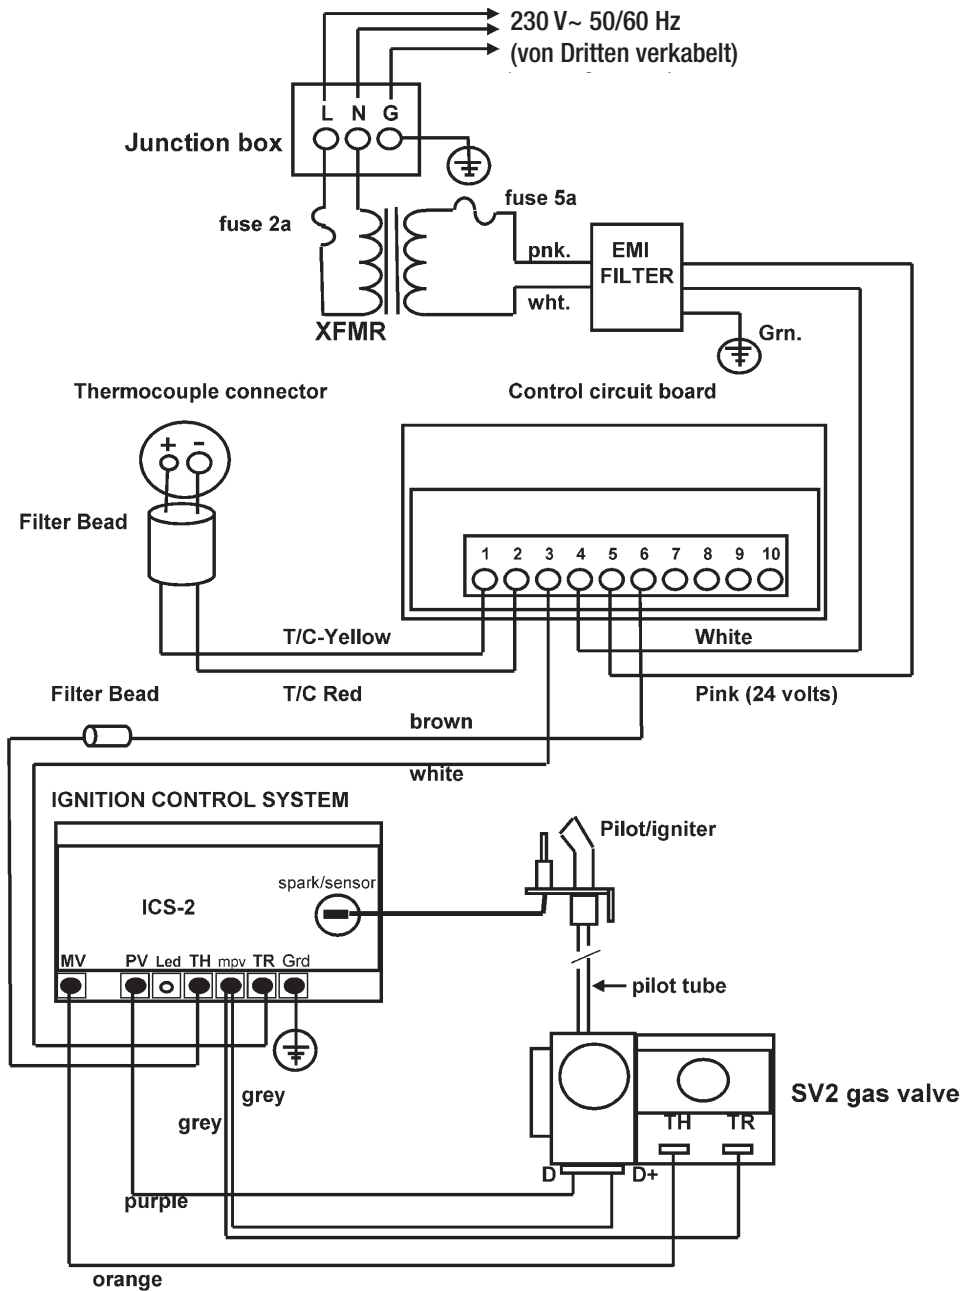 230 V~ 50/60 Hz
(von Dritten verkabelt)
L N G
Junction box
fuse 2a
fuse 5a
pnk.
EMI
FILTER
wht.
XFMR
Grn.
Thermocouple connector
Control circuit board
+ -
Filter Bead
1 2 3 4 5 6 7 8 9 10
T/C-Yellow
White
Filter Bead
T/C Red
Pink (24 volts)
brown
white
IGNITION CONTROL SYSTEM
Pilot/igniter
spark/sensor
ICS-2
MV PV Led TH mpv TR Grd
pilot tube
SV2 gas valve
grey
grey
TH TR
D D+
purple
orange